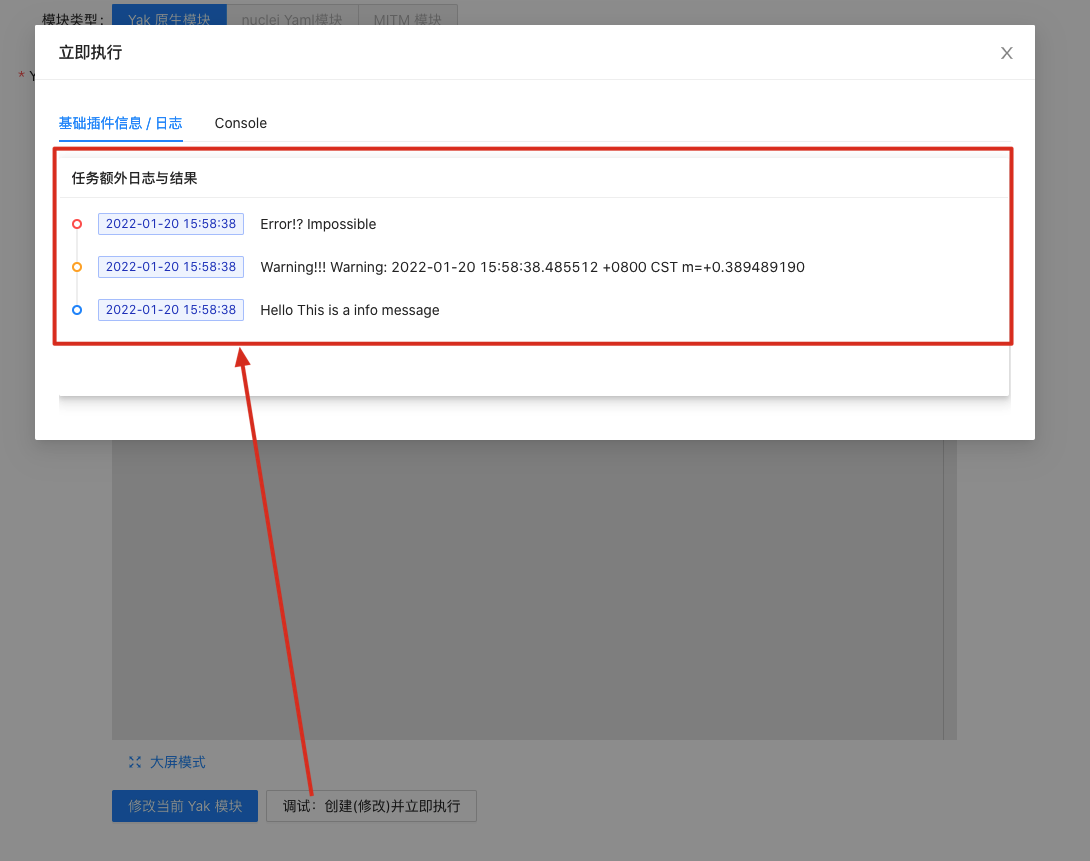 模块类型: Yak 原生模块 nuclei Yaml模块 MITM 模块
立即执行
* Y
基础插件信息 / 日志 Console
任务额外日志与结果
2022-01-20 15:58:38 Error!? Impossible
2022-01-20 15:58:38 Warning!!! Warning: 2022-01-20 15:58:38.485512 +0800 CST m=+0.389489190
2022-01-20 15:58:38 Hello This is a info message
大屏模式
修改当前 Yak 模块 调试：创建(修改)并立即执行